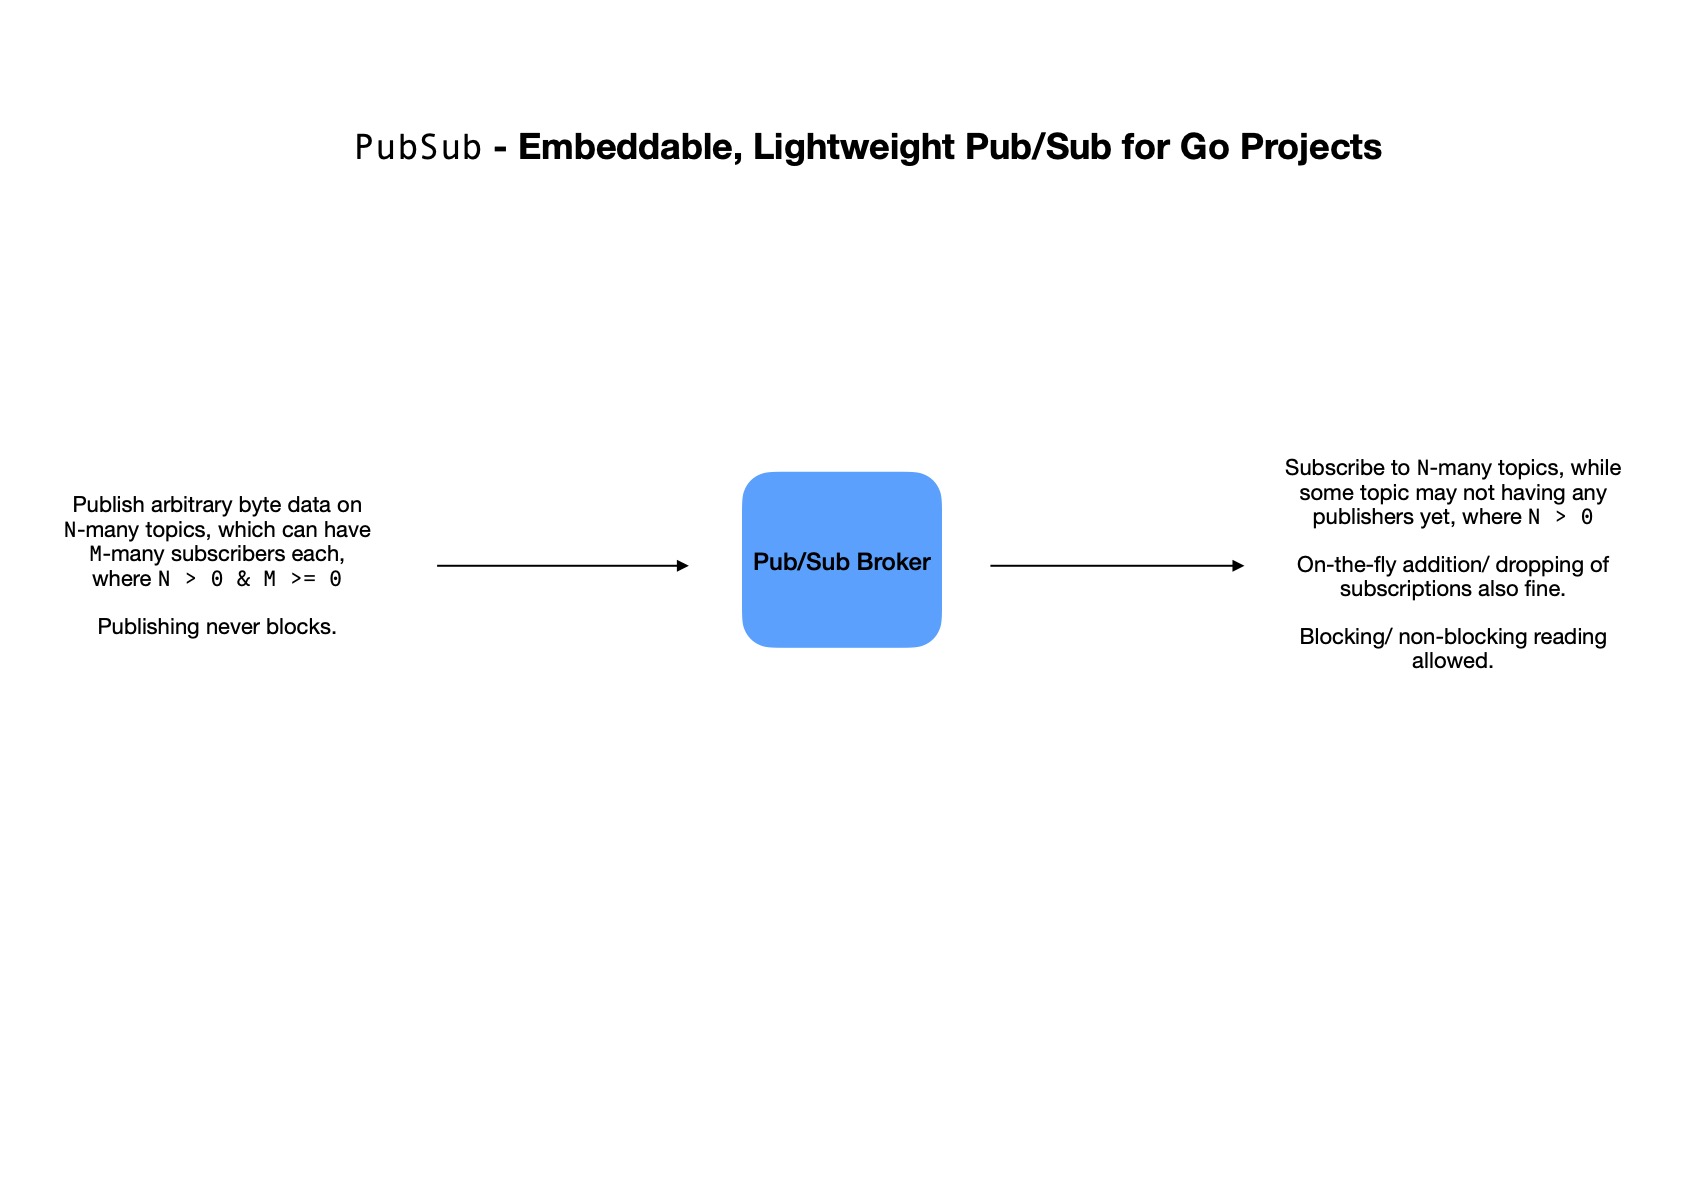 PubSub - Embeddable, Lightweight Pub/Sub for Go Projects
Publish arbitrary byte data on
N-many topics, which can have
M-many subscribers each,
where N > 0 & M >= 0
Publishing never blocks.
Pub/Sub Broker
Subscribe to N-many topics, while
some topic may not having any
publishers yet, where N > 0
On-the-fly addition/ dropping of
subscriptions also fine.
Blocking/ non-blocking reading
allowed.